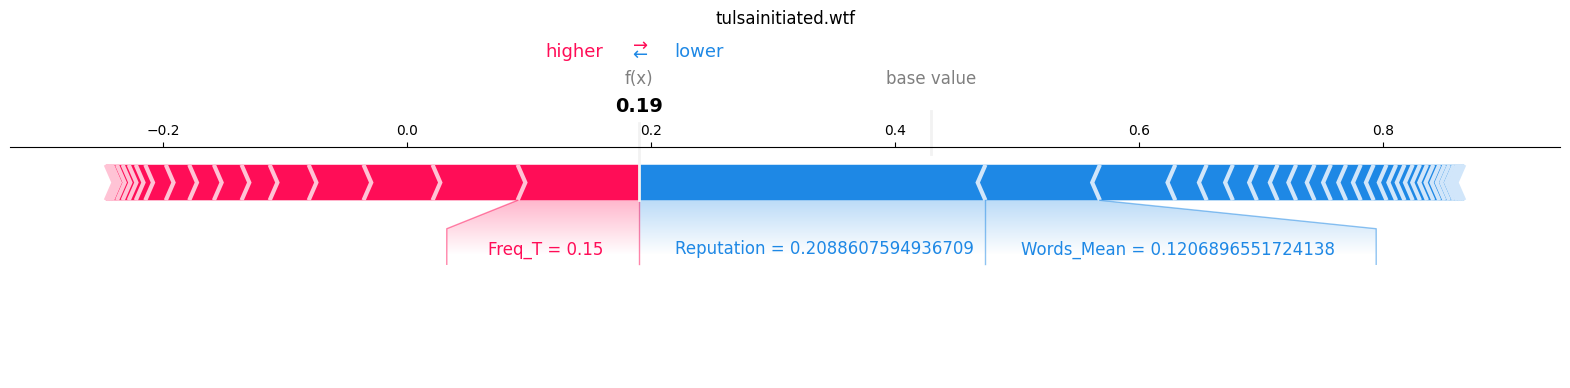 tulsainitiated.wtf
higher ⇄ lower
f(x) base value
0.19
−0.2 0.0 0.2 0.4 0.6 0.8
Freq_T = 0.15 Reputation = 0.2088607594936709 Words_Mean = 0.1206896551724138